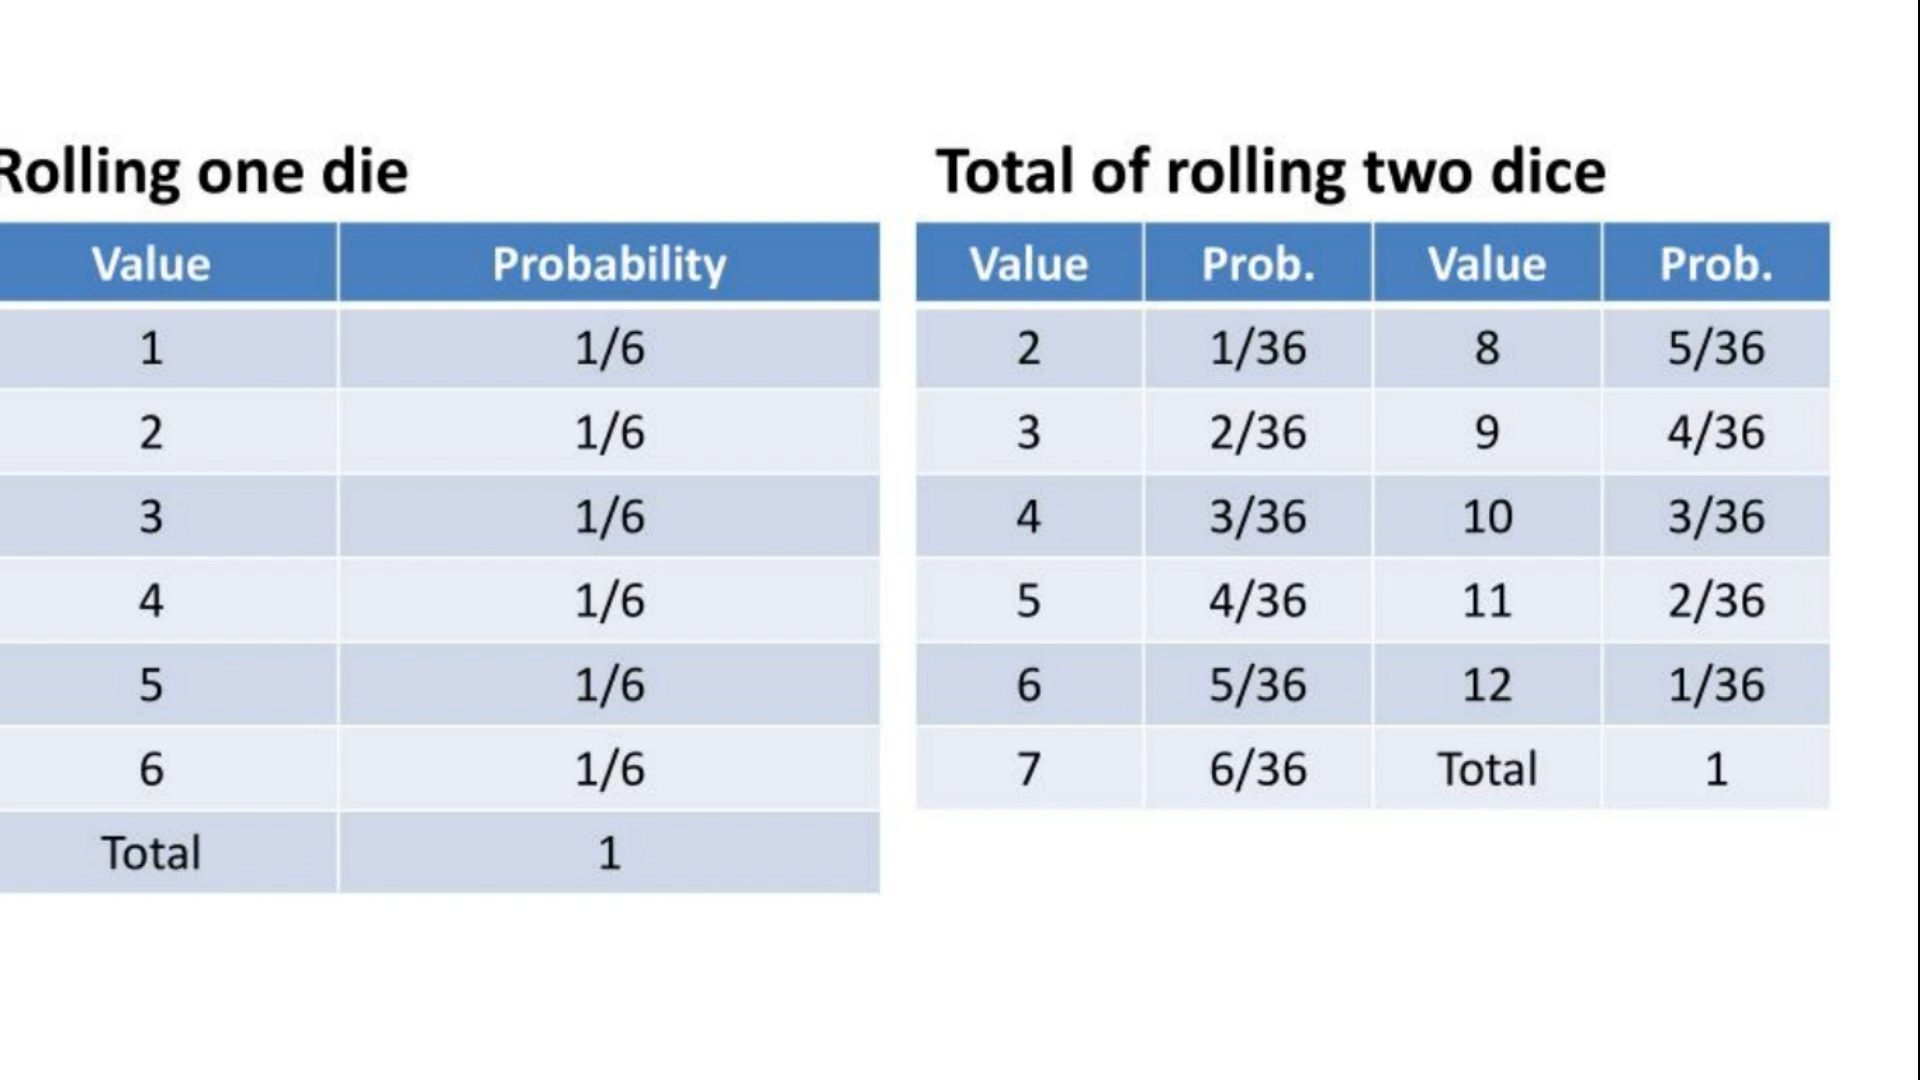 Rolling one die
Value Probability
1 1/6
2 1/6
3 1/6
4 1/6
5 1/6
6 1/6
Total 1
Total of rolling two dice
Value Prob. Value Prob.
2 1/36 8 5/36
3 2/36 9 4/36
4 3/36 10 3/36
5 4/36 11 2/36
6 5/36 12 1/36
7 6/36 Total 1